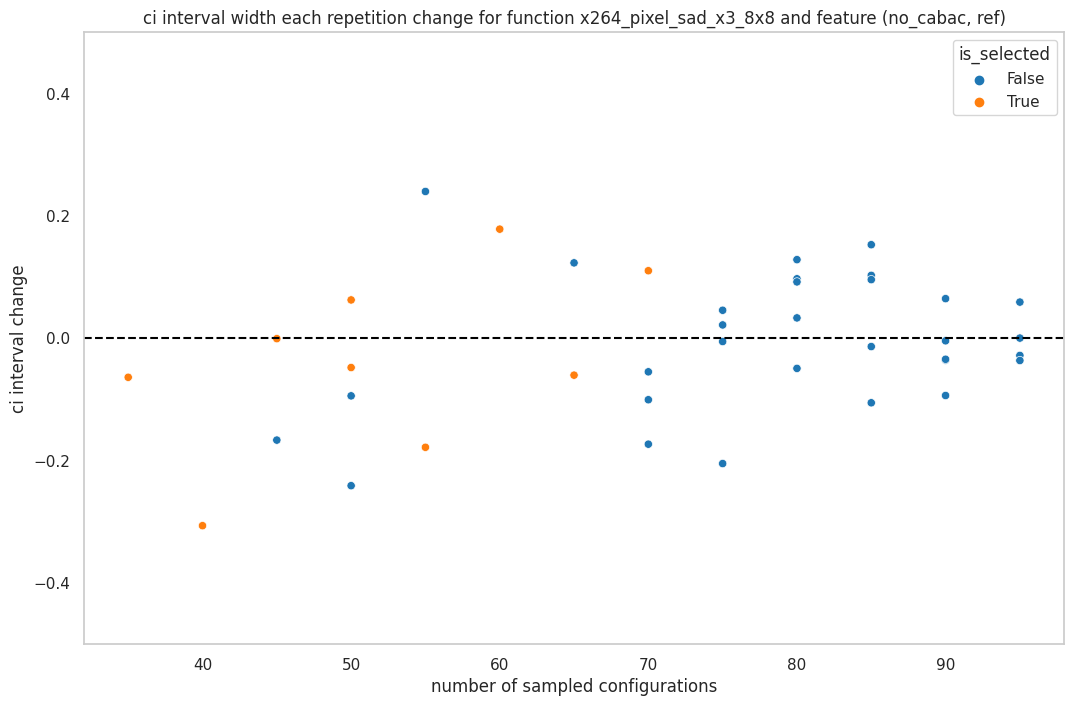 ci interval width each repetition change for function x264_pixel_sad_x3_8x8 and feature (no_cabac, ref)
is_selected
False
True
0.4
0.2
0.0
−0.2
−0.4
ci interval change
40 50 60 70 80 90
number of sampled configurations